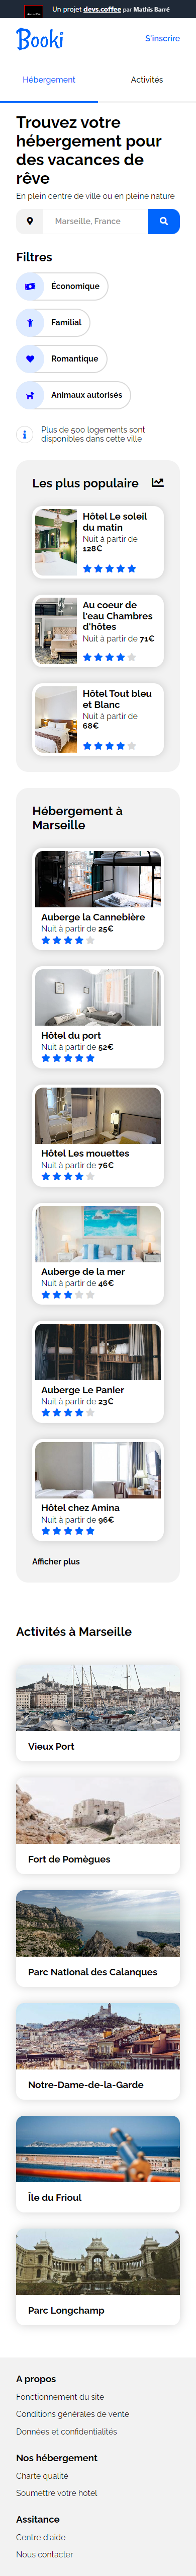 Un projet devs.coffee par Mathis Barré
Booki
S'inscrire
Hébergement
Activités
Trouvez votre
hébergement pour
des vacances de
rêve
En plein centre de ville ou en pleine nature
Marseille, France
Filtres
Économique
Familial
Romantique
Animaux autorisés
Plus de 500 logements sont
disponibles dans cette ville
Les plus populaire
Hôtel Le soleil
du matin
Nuit à partir de
128€
Au coeur de
l'eau Chambres
d'hôtes
Nuit à partir de 71€
Hôtel Tout bleu
et Blanc
Nuit à partir de
68€
Hébergement à
Marseille
Auberge la Cannebière
Nuit à partir de 25€
Hôtel du port
Nuit à partir de 52€
Hôtel Les mouettes
Nuit à partir de 76€
Auberge de la mer
Nuit à partir de 46€
Auberge Le Panier
Nuit à partir de 23€
Hôtel chez Amina
Nuit à partir de 96€
Afficher plus
Activités à Marseille
Vieux Port
Fort de Pomègues
Parc National des Calanques
Notre-Dame-de-la-Garde
Île du Frioul
Parc Longchamp
A propos
Fonctionnement du site
Conditions générales de vente
Données et confidentialités
Nos hébergement
Charte qualité
Soumettre votre hotel
Assitance
Centre d'aide
Nous contacter